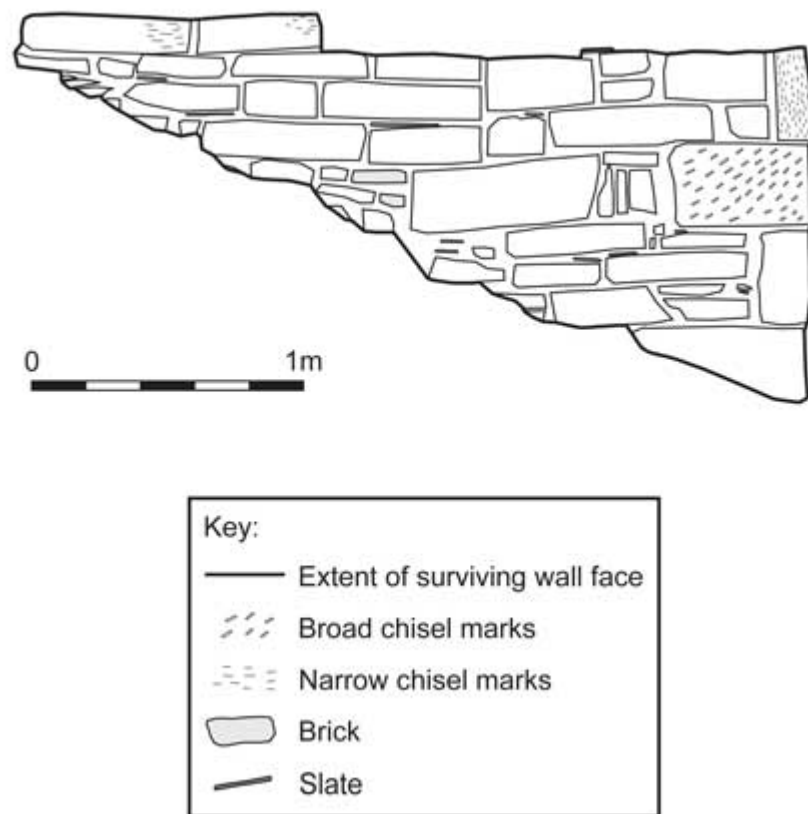 0 1m
Key:
Extent of surviving wall face
Broad chisel marks
Narrow chisel marks
Brick
Slate